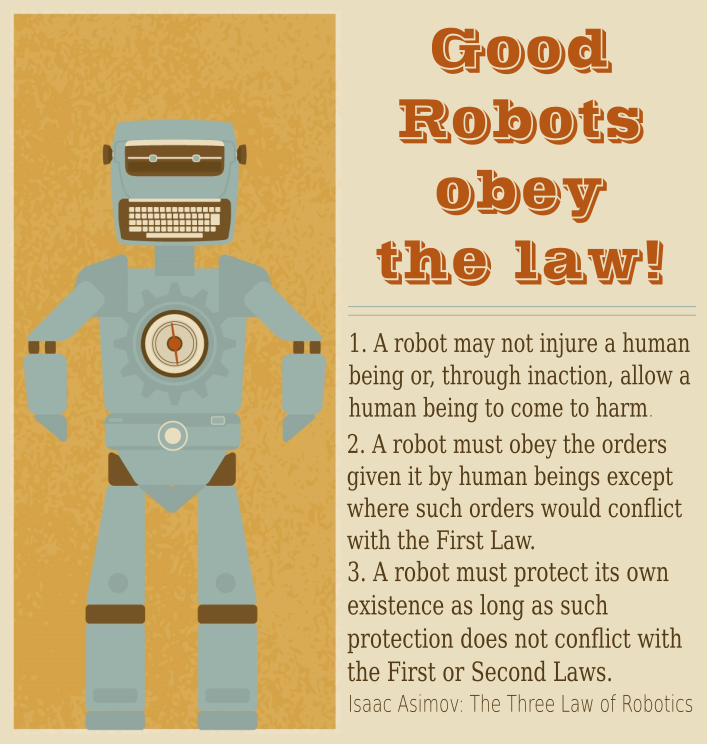 Good
Robots
obey
the law!
1. A robot may not injure a human
being or, through inaction, allow a
human being to come to harm.
2. A robot must obey the orders
given it by human beings except
where such orders would conflict
with the First Law.
3. A robot must protect its own
existence as long as such
protection does not conflict with
the First or Second Laws.
Isaac Asimov: The Three Law of Robotics